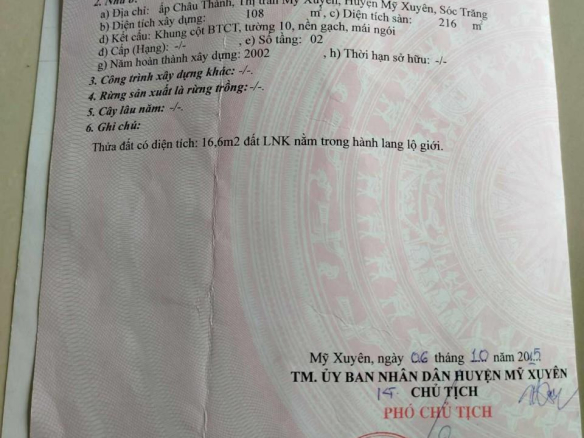 2. Nhà ở:
a) Địa chỉ: ấp Châu Thành, Thị trấn Mỹ Xuyên, Huyện Mỹ Xuyên, Sóc Trăng
b) Diện tích xây dựng: 108 m², c) Diện tích sàn: 216 m²
d) Kết cấu: Khung cột BTCT, tường 10, nền gạch, mái ngói
đ) Cấp (Hạng): -/- , e) Số tầng: 02
g) Năm hoàn thành xây dựng: 2002 , h) Thời hạn sở hữu: -/-
3. Công trình xây dựng khác: -/-.
4. Rừng sản xuất là rừng trồng: -/-.
5. Cây lâu năm: -/-.
6. Ghi chú:
Thửa đất có diện tích: 16,6m2 đất LNK nằm trong hành lang lộ giới.
Mỹ Xuyên, ngày 06 tháng 10 năm 2015
TM. ỦY BAN NHÂN DÂN HUYỆN MỸ XUYÊN
CHỦ TỊCH
PHÓ CHỦ TỊCH